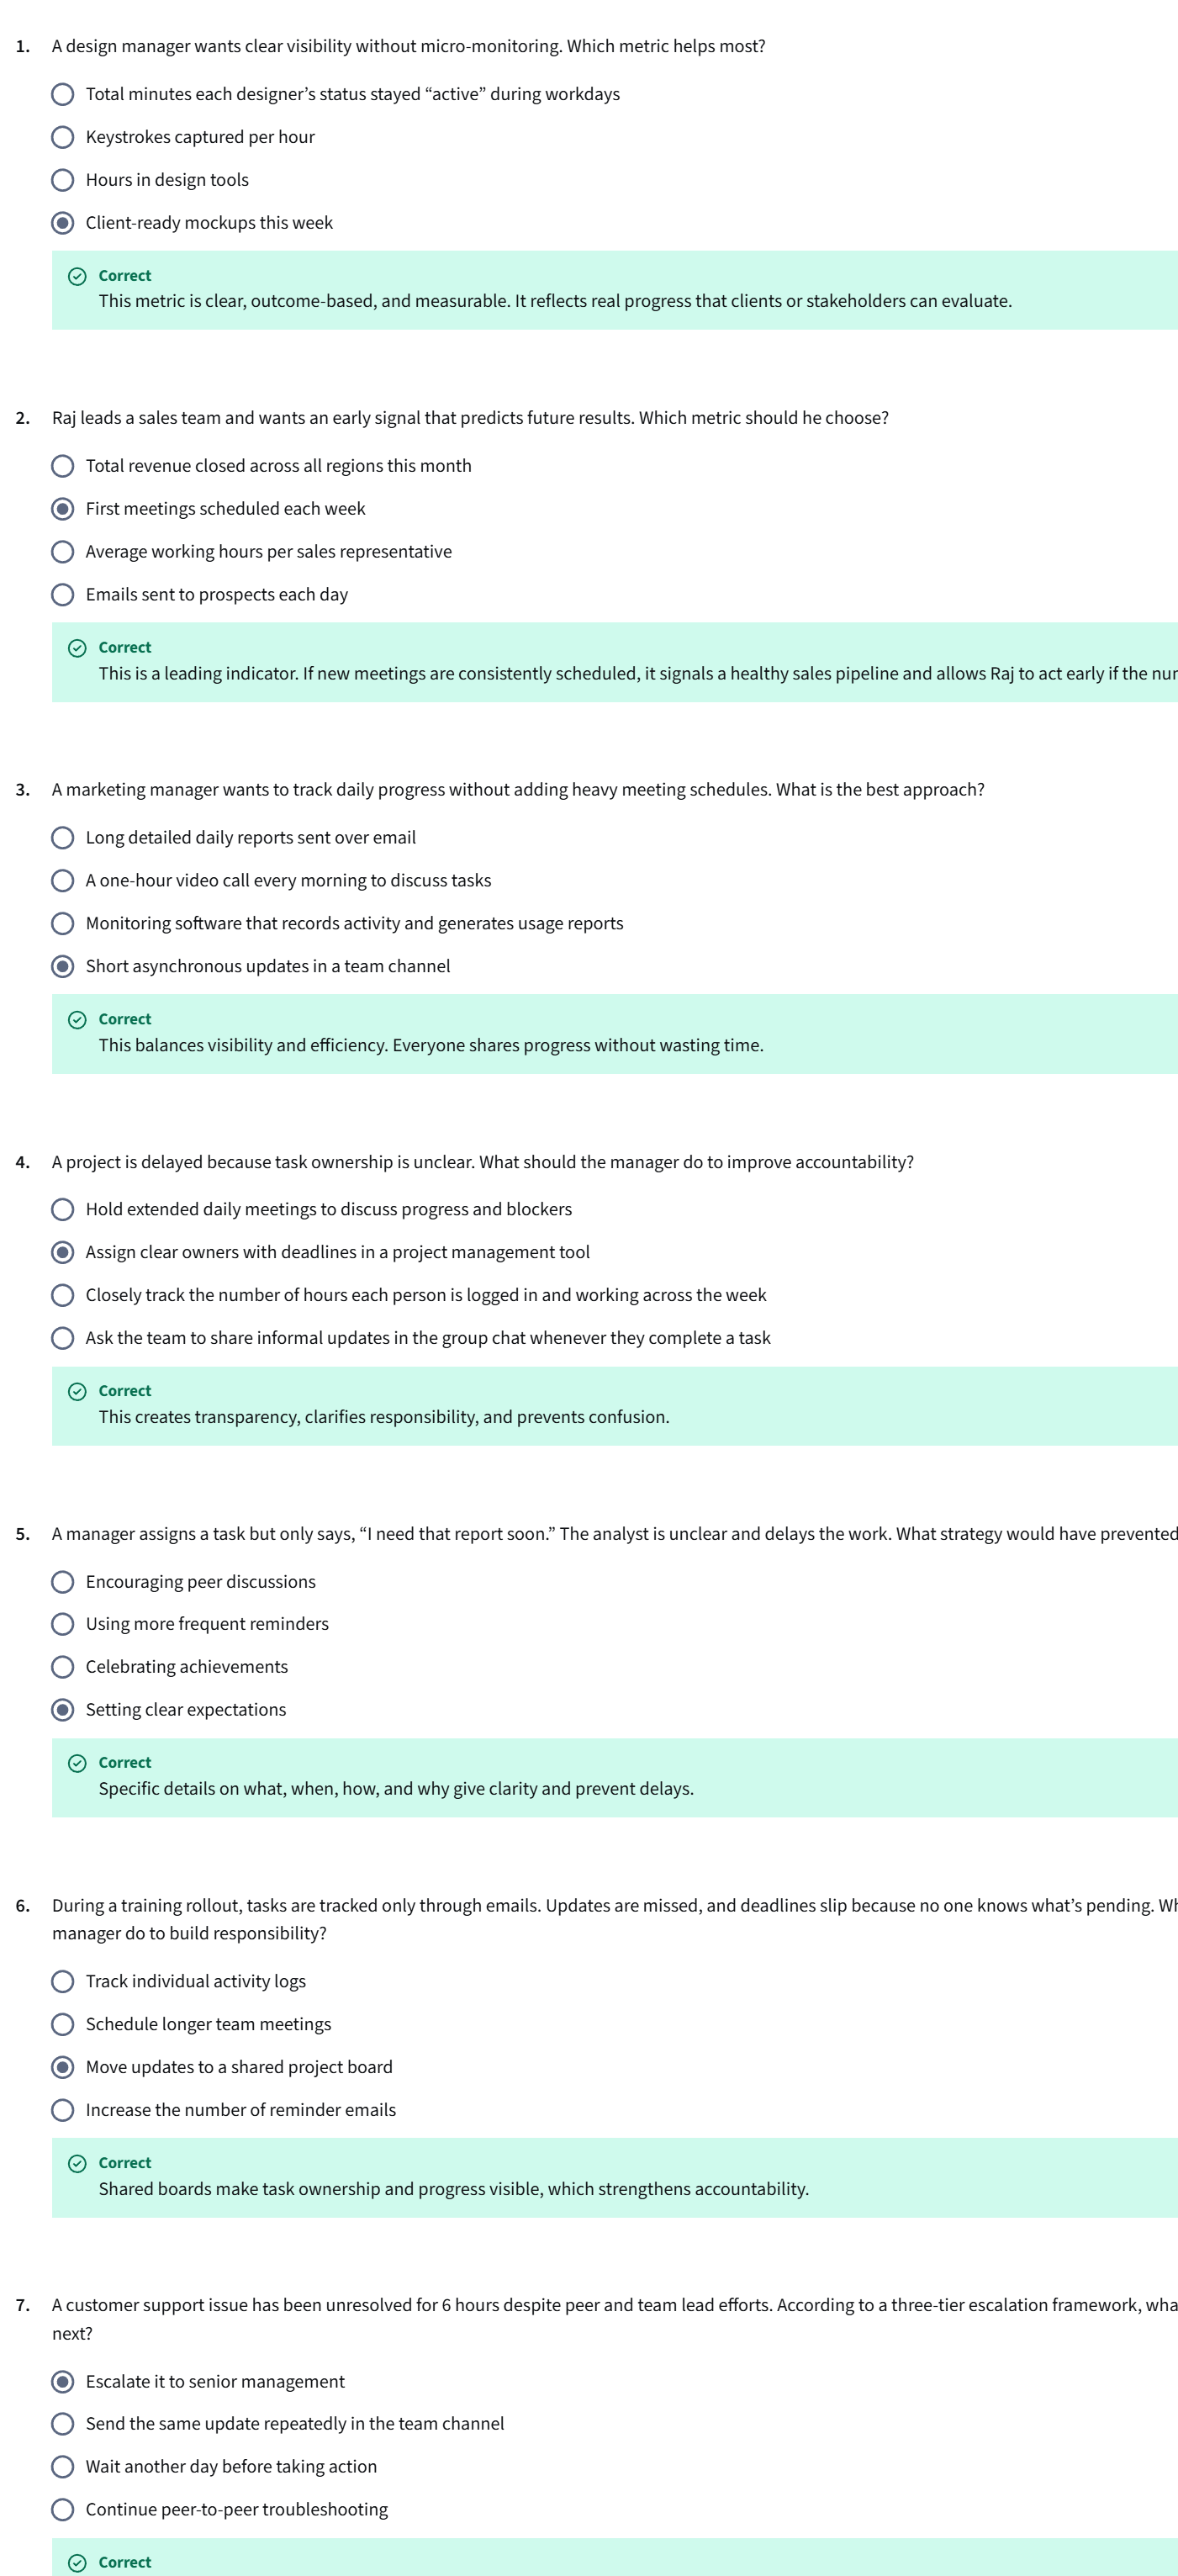 1. A design manager wants clear visibility without micro-monitoring. Which metric helps most?
Total minutes each designer’s status stayed “active” during workdays
Keystrokes captured per hour
Hours in design tools
Client-ready mockups this week
Correct
This metric is clear, outcome-based, and measurable. It reflects real progress that clients or stakeholders can evaluate.
2. Raj leads a sales team and wants an early signal that predicts future results. Which metric should he choose?
Total revenue closed across all regions this month
First meetings scheduled each week
Average working hours per sales representative
Emails sent to prospects each day
Correct
This is a leading indicator. If new meetings are consistently scheduled, it signals a healthy sales pipeline and allows Raj to act early if the
3. A marketing manager wants to track daily progress without adding heavy meeting schedules. What is the best approach?
Long detailed daily reports sent over email
A one-hour video call every morning to discuss tasks
Monitoring software that records activity and generates usage reports
Short asynchronous updates in a team channel
Correct
This balances visibility and efficiency. Everyone shares progress without wasting time.
4. A project is delayed because task ownership is unclear. What should the manager do to improve accountability?
Hold extended daily meetings to discuss progress and blockers
Assign clear owners with deadlines in a project management tool
Closely track the number of hours each person is logged in and working across the week
Ask the team to share informal updates in the group chat whenever they complete a task
Correct
This creates transparency, clarifies responsibility, and prevents confusion.
5. A manager assigns a task but only says, “I need that report soon.” The analyst is unclear and delays the work. What strategy would have prevented
Encouraging peer discussions
Using more frequent reminders
Celebrating achievements
Setting clear expectations
Correct
Specific details on what, when, how, and why give clarity and prevent delays.
6. During a training rollout, tasks are tracked only through emails. Updates are missed, and deadlines slip because no one knows what’s pending.
manager do to build responsibility?
Track individual activity logs
Schedule longer team meetings
Move updates to a shared project board
Increase the number of reminder emails
Correct
Shared boards make task ownership and progress visible, which strengthens accountability.
7. A customer support issue has been unresolved for 6 hours despite peer and team lead efforts. According to a three-tier escalation framework,
next?
Escalate it to senior management
Send the same update repeatedly in the team channel
Wait another day before taking action
Continue peer-to-peer troubleshooting
Correct